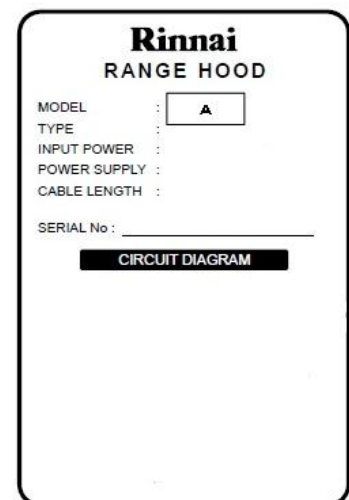 Rinnai
RANGE HOOD
MODEL : A
TYPE :
INPUT POWER :
POWER SUPPLY :
CABLE LENGTH :
SERIAL No :
CIRCUIT DIAGRAM